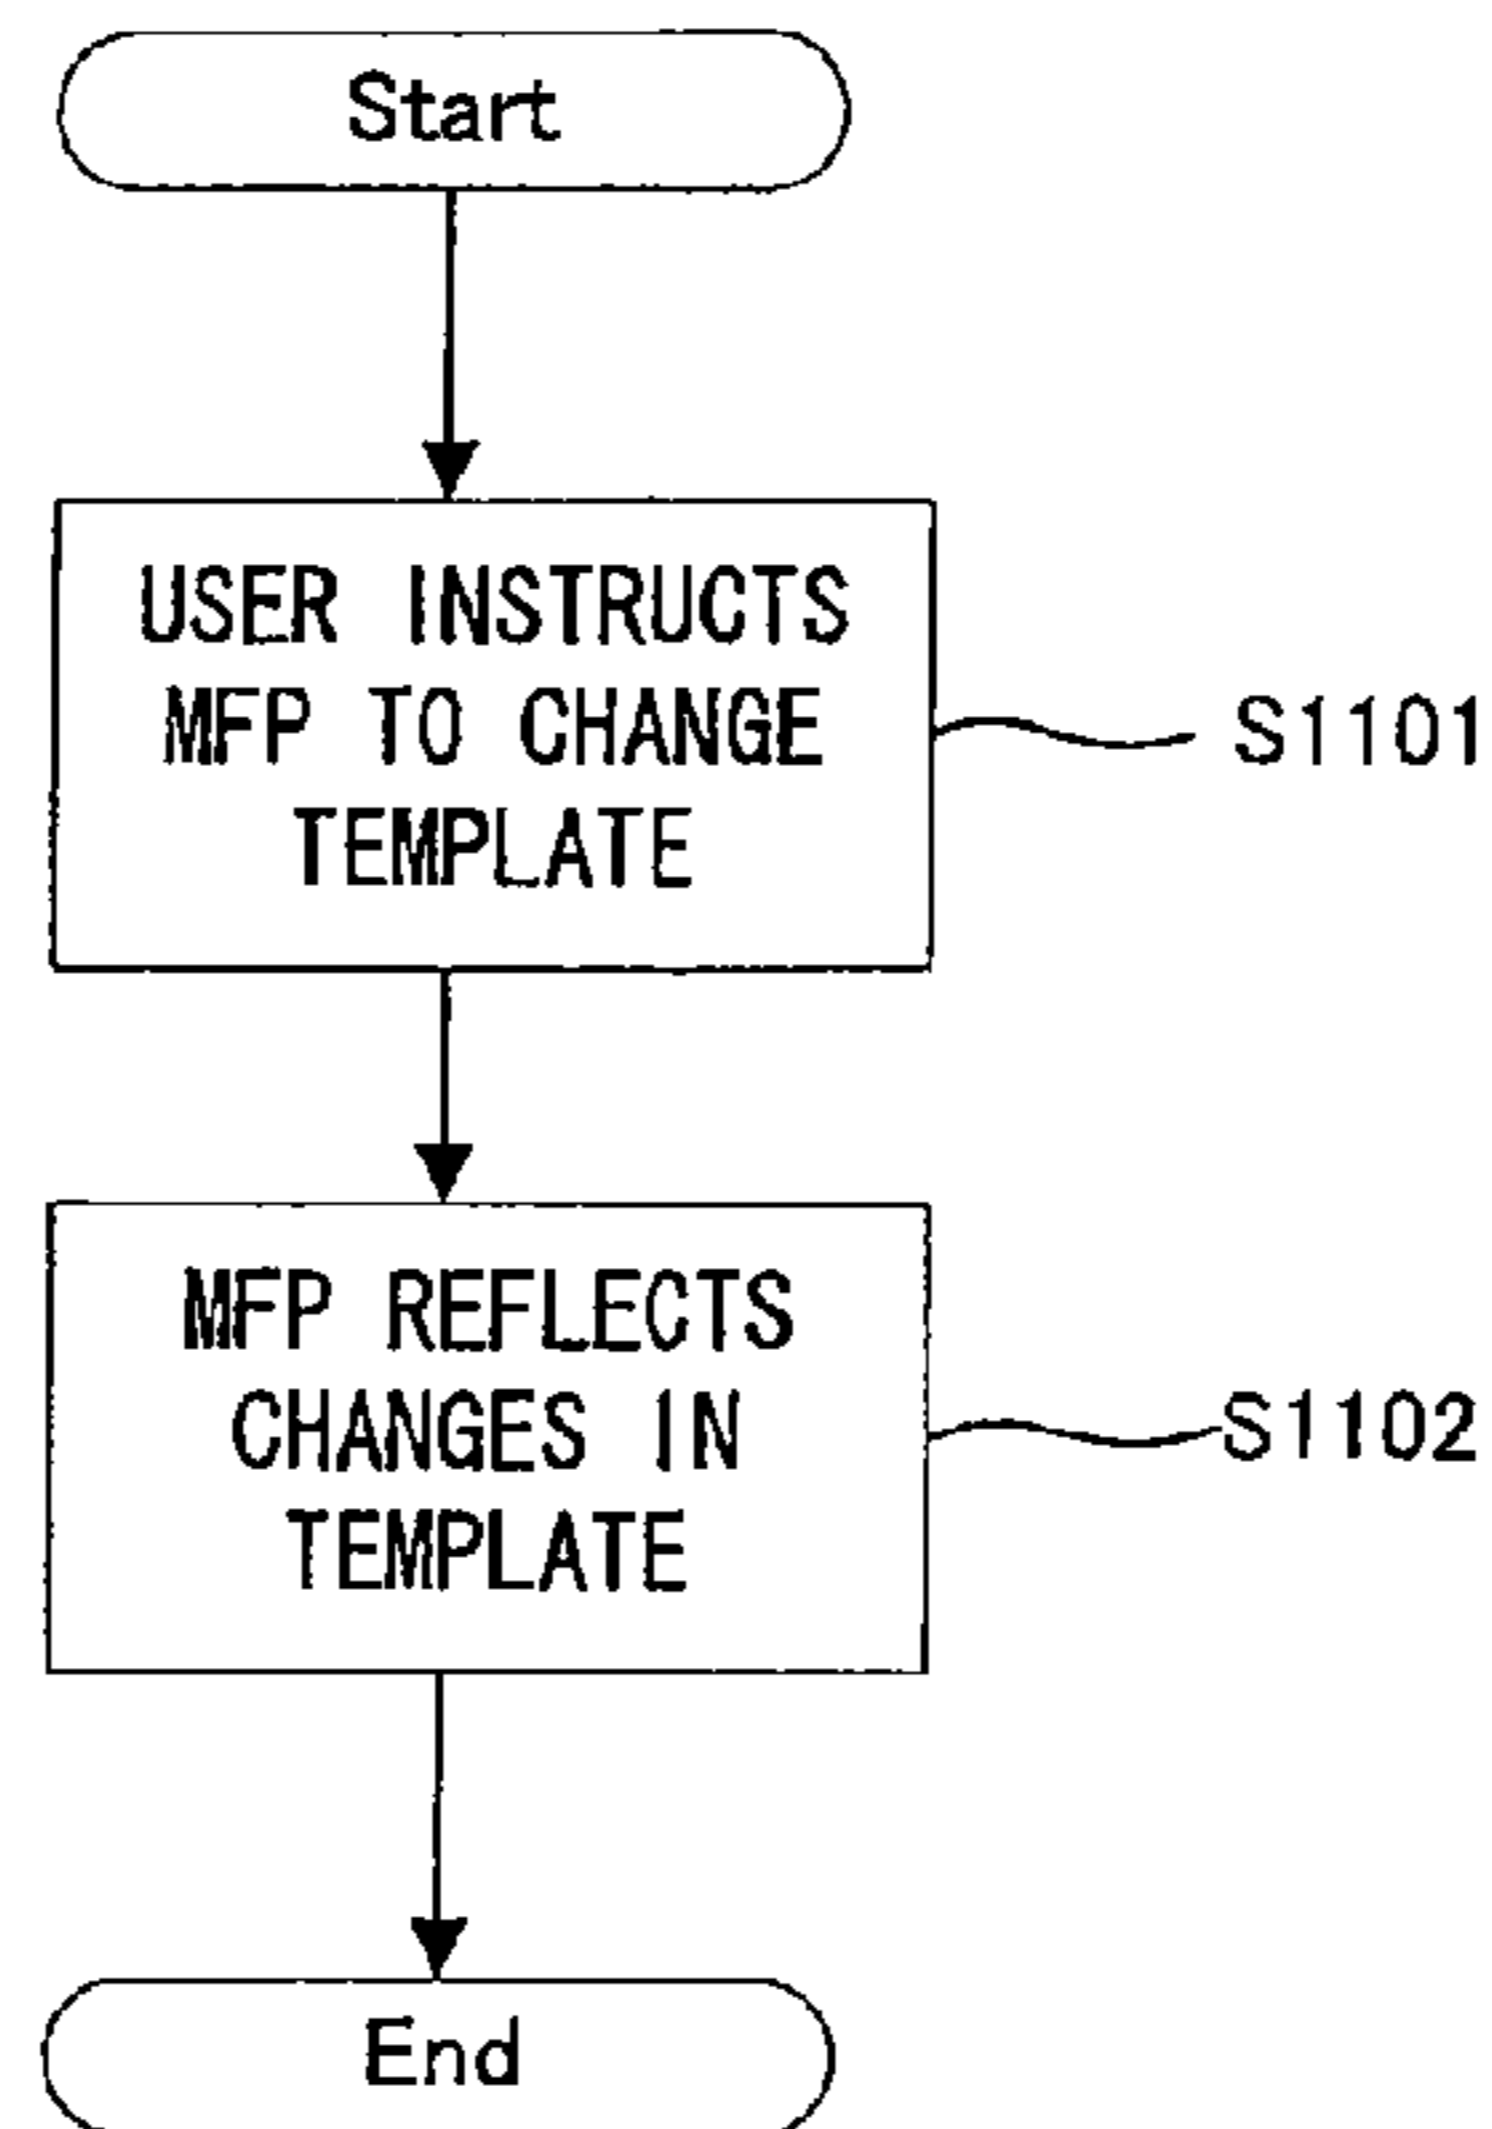 Start
USER INSTRUCTS
MFP TO CHANGE
TEMPLATE
S1101
MFP REFLECTS
CHANGES IN
TEMPLATE
S1102
End